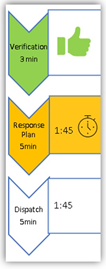 Verification
3 min
Response
Plan
5min
1:45
Dispatch
5min
1:45